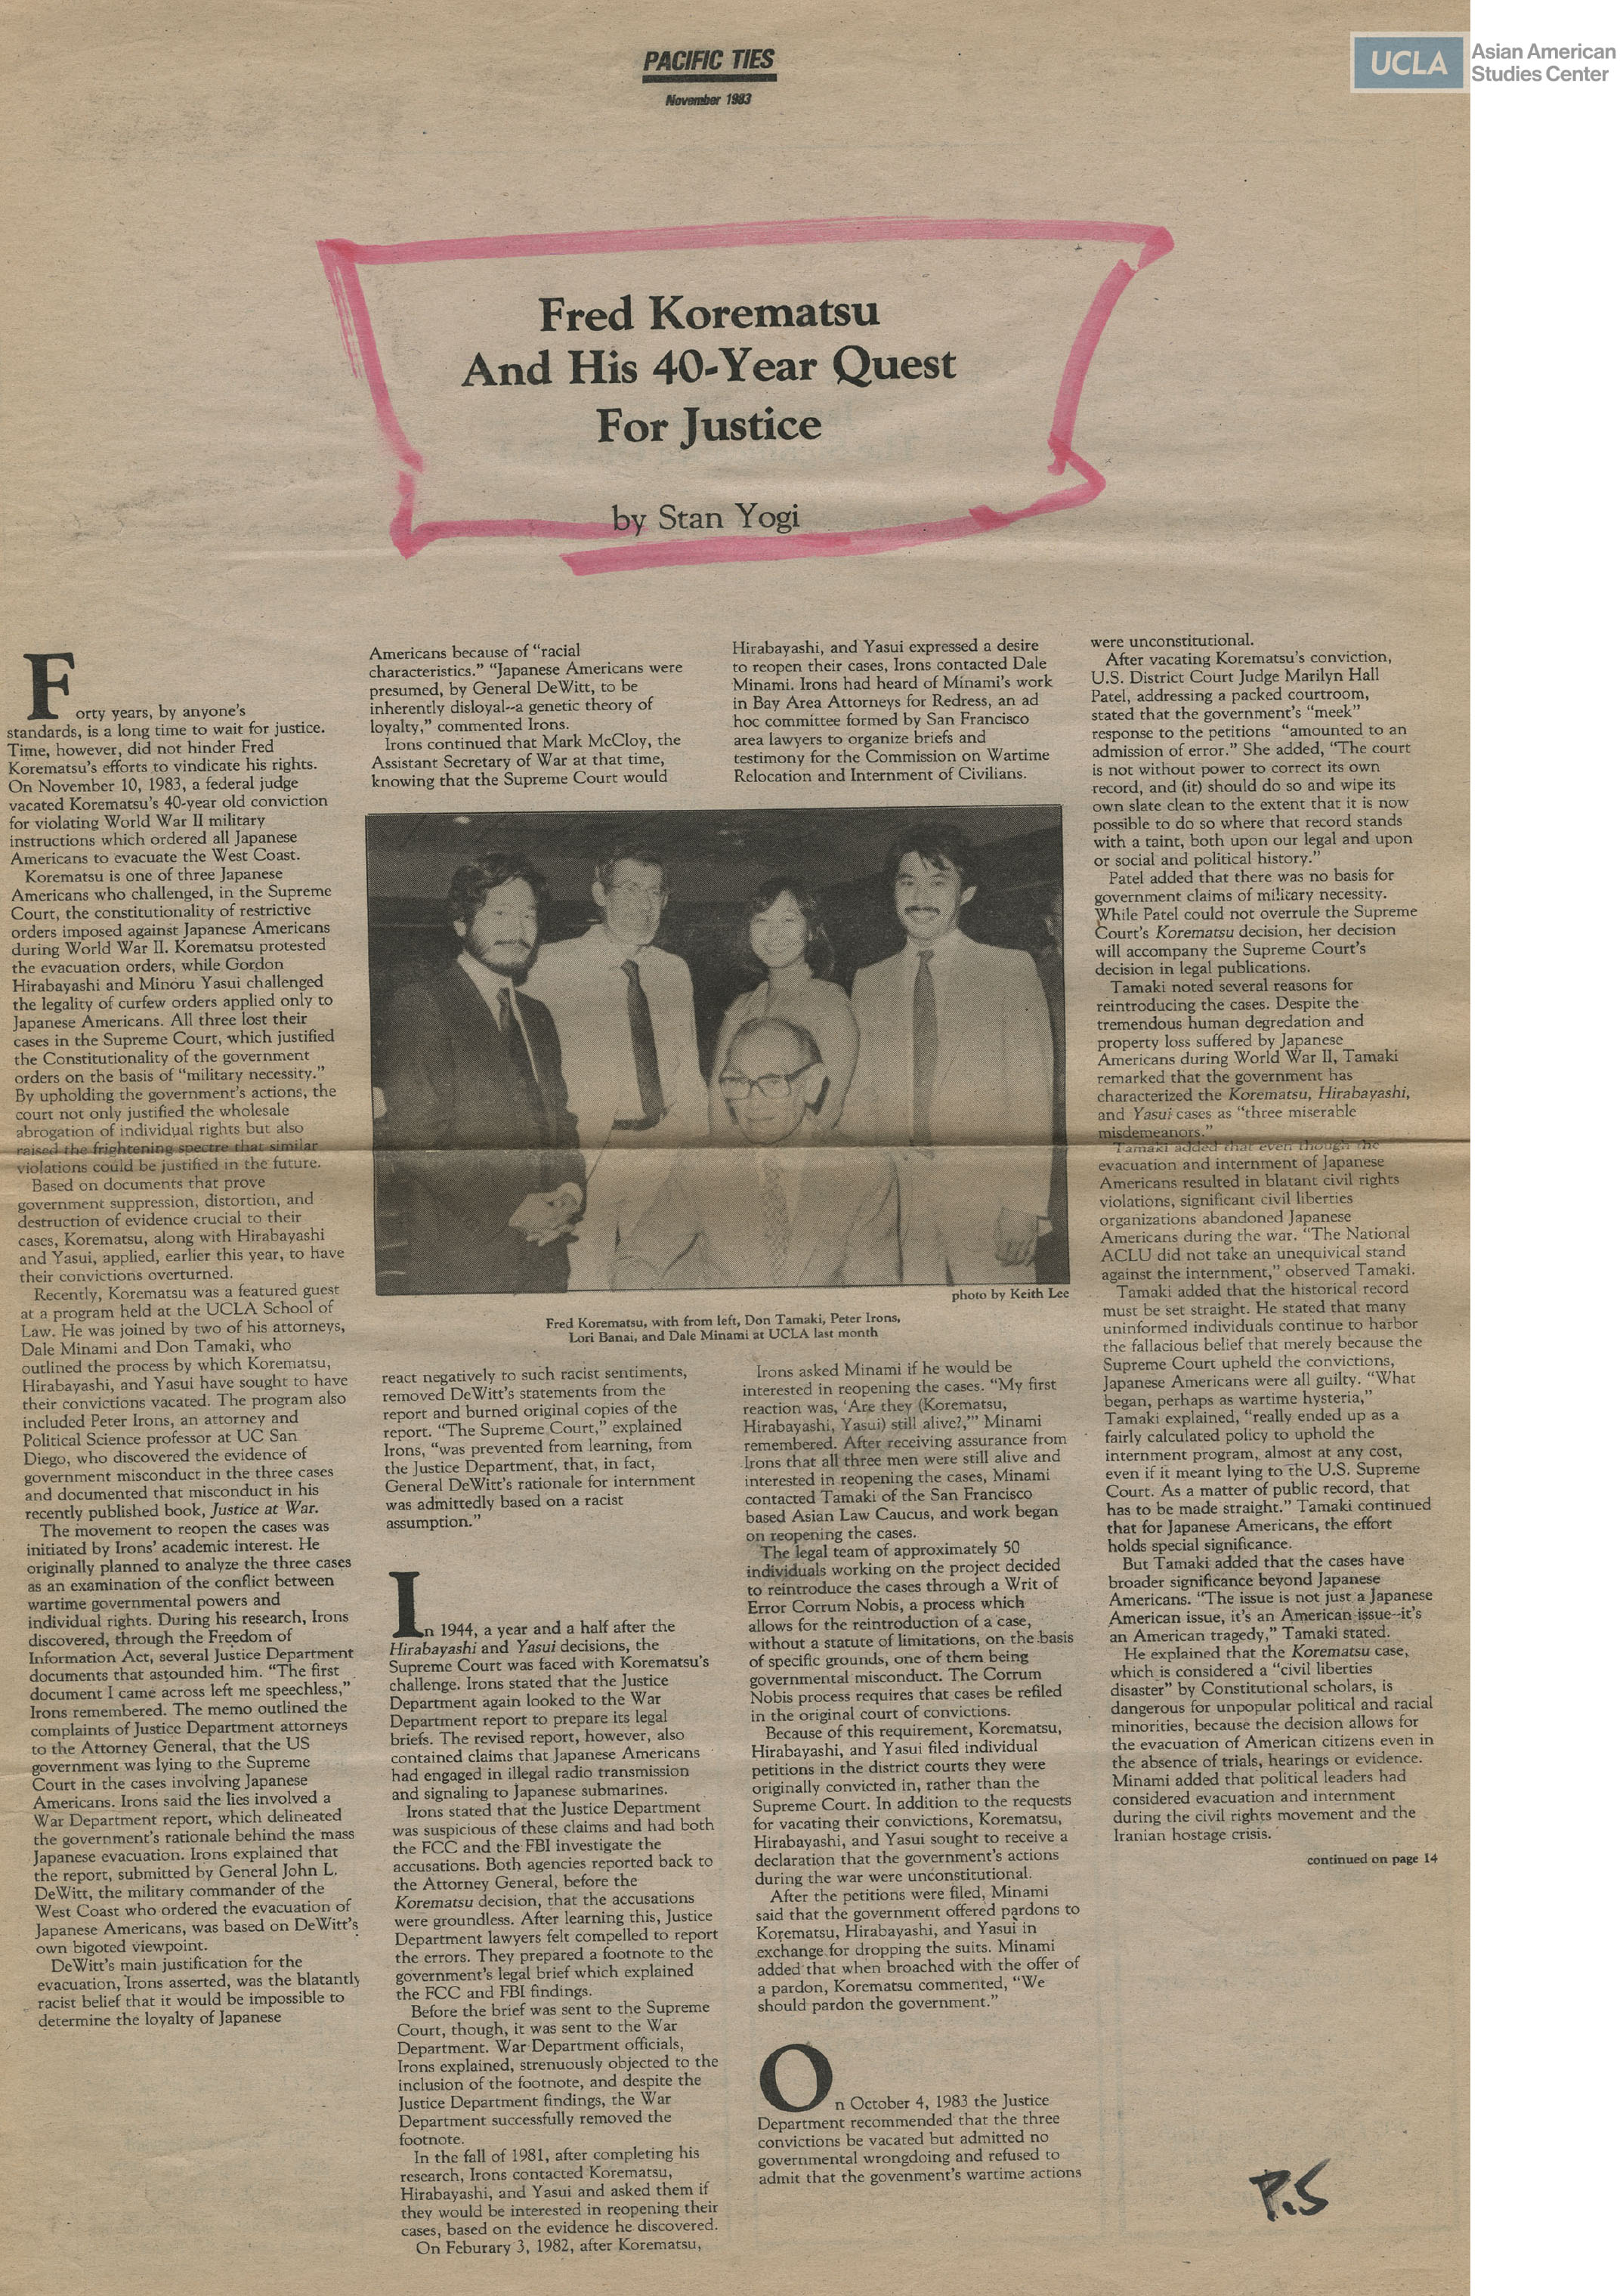 PACIFIC TIES
November 1983
UCLA
Asian American
Studies Center
Fred Korematsu
And His 40-Year Quest
For Justice
by Stan Yogi
Forty years, by anyone's
standards, is a long time to wait for justice.
Time, however, did not hinder Fred
Korematsu's efforts to vindicate his rights.
On November 10, 1983, a federal judge
vacated Korematsu's 40-year old conviction
for violating World War II military
instructions which ordered all Japanese
Americans to evacuate the West Coast.
Korematsu is one of three Japanese
Americans who challenged, in the Supreme
Court, the constitutionality of restrictive
orders imposed against Japanese Americans
during World War II. Korematsu protested
the evacuation orders, while Gordon
Hirabayashi and Minoru Yasui challenged
the legality of curfew orders applied only to
Japanese Americans. All three lost their
cases in the Supreme Court, which justified
the Constitutionality of the government
orders on the basis of "military necessity."
By upholding the government's actions, the
court not only justified the wholesale
abrogation of individual rights but also
raised the frightening spectre that similar
violations could be justified in the future.
Based on documents that prove
government suppression, distortion, and
destruction of evidence crucial to their
cases, Korematsu, along with Hirabayashi
and Yasui, applied, earlier this year, to have
their convictions overturned.
Recently, Korematsu was a featured guest
at a program held at the UCLA School of
Law. He was joined by two of his attorneys,
Dale Minami and Don Tamaki, who
outlined the process by which Korematsu,
Hirabayashi, and Yasui have sought to have
their convictions vacated. The program also
included Peter Irons, an attorney and
Political Science professor at UC San
Diego, who discovered the evidence of
government misconduct in the three cases
and documented that misconduct in his
recently published book, Justice at War.
The movement to reopen the cases was
initiated by Irons' academic interest. He
originally planned to analyze the three cases
as an examination of the conflict between
wartime governmental powers and
individual rights. During his research, Irons
discovered, through the Freedom of
Information Act, several Justice Department
documents that astounded him. "The first
document I came across left me speechless,"
Irons remembered. The memo outlined the
complaints of Justice Department attorneys
to the Attorney General, that the US
government was lying to the Supreme
Court in the cases involving Japanese
Americans. Irons said the lies involved a
War Department report, which delineated
the government's rationale behind the mass
Japanese evacuation. Irons explained that
the report, submitted by General John L.
DeWitt, the military commander of the
West Coast who ordered the evacuation of
Japanese Americans, was based on DeWitt's
own bigoted viewpoint.
DeWitt's main justification for the
evacuation, Irons asserted, was the blatantly
racist belief that it would be impossible to
determine the loyalty of Japanese
Americans because of "racial
characteristics." "Japanese Americans were
presumed, by General DeWitt, to be
inherently disloyal--a genetic theory of
loyalty," commented Irons.
Irons continued that Mark McCloy, the
Assistant Secretary of War at that time,
knowing that the Supreme Court would
photo by Keith Lee
Fred Korematsu, with from left, Don Tamaki, Peter Irons,
Lori Banai, and Dale Minami at UCLA last month
react negatively to such racist sentiments,
removed DeWitt's statements from the
report and burned original copies of the
report. "The Supreme Court," explained
Irons, "was prevented from learning, from
the Justice Department, that, in fact,
General DeWitt's rationale for internment
was admittedly based on a racist
assumption."
In 1944, a year and a half after the
Hirabayashi and Yasui decisions, the
Supreme Court was faced with Korematsu's
challenge. Irons stated that the Justice
Department again looked to the War
Department report to prepare its legal
briefs. The revised report, however, also
contained claims that Japanese Americans
had engaged in illegal radio transmission
and signaling to Japanese submarines.
Irons stated that the Justice Department
was suspicious of these claims and had both
the FCC and the FBI investigate the
accusations. Both agencies reported back to
the Attorney General, before the
Korematsu decision, that the accusations
were groundless. After learning this, Justice
Department lawyers felt compelled to report
the errors. They prepared a footnote to the
government's legal brief which explained
the FCC and FBI findings.
Before the brief was sent to the Supreme
Court, though, it was sent to the War
Department. War Department officials,
Irons explained, strenuously objected to the
inclusion of the footnote, and despite the
Justice Department findings, the War
Department successfully removed the
footnote.
In the fall of 1981, after completing his
research, Irons contacted Korematsu,
Hirabayashi, and Yasui and asked them if
they would be interested in reopening their
cases, based on the evidence he discovered.
On Feburary 3, 1982, after Korematsu,
Hirabayashi, and Yasui expressed a desire
to reopen their cases, Irons contacted Dale
Minami. Irons had heard of Minami's work
in Bay Area Attorneys for Redress, an ad
hoc committee formed by San Francisco
area lawyers to organize briefs and
testimony for the Commission on Wartime
Relocation and Internment of Civilians.
Irons asked Minami if he would be
interested in reopening the cases. "My first
reaction was, 'Are they (Korematsu,
Hirabayashi, Yasui) still alive?,'" Minami
remembered. After receiving assurance from
Irons that all three men were still alive and
interested in reopening the cases, Minami
contacted Tamaki of the San Francisco
based Asian Law Caucus, and work began
on reopening the cases.
The legal team of approximately 50
individuals working on the project decided
to reintroduce the cases through a Writ of
Error Corrum Nobis, a process which
allows for the reintroduction of a case,
without a statute of limitations, on the basis
of specific grounds, one of them being
governmental misconduct. The Corrum
Nobis process requires that cases be refiled
in the original court of convictions.
Because of this requirement, Korematsu,
Hirabayashi, and Yasui filed individual
petitions in the district courts they were
originally convicted in, rather than the
Supreme Court. In addition to the requests
for vacating their convictions, Korematsu,
Hirabayashi, and Yasui sought to receive a
declaration that the government's actions
during the war were unconstitutional.
After the petitions were filed, Minami
said that the government offered pardons to
Korematsu, Hirabayashi, and Yasui in
exchange for dropping the suits. Minami
added that when broached with the offer of
a pardon, Korematsu commented, "We
should pardon the government."
On October 4, 1983 the Justice
Department recommended that the three
convictions be vacated but admitted no
governmental wrongdoing and refused to
admit that the govenment's wartime actions
were unconstitutional.
After vacating Korematsu's conviction,
U.S. District Court Judge Marilyn Hall
Patel, addressing a packed courtroom,
stated that the government's "meek"
response to the petitions "amounted to an
admission of error." She added, "The court
is not without power to correct its own
record, and (it) should do so and wipe its
own slate clean to the extent that it is now
possible to do so where that record stands
with a taint, both upon our legal and upon
or social and political history."
Patel added that there was no basis for
government claims of military necessity.
While Patel could not overrule the Supreme
Court's Korematsu decision, her decision
will accompany the Supreme Court's
decision in legal publications.
Tamaki noted several reasons for
reintroducing the cases. Despite the
tremendous human degredation and
property loss suffered by Japanese
Americans during World War II, Tamaki
remarked that the government has
characterized the Korematsu, Hirabayashi,
and Yasui cases as "three miserable
misdemeanors."
Tamaki added that even though the
evacuation and internment of Japanese
Americans resulted in blatant civil rights
violations, significant civil liberties
organizations abandoned Japanese
Americans during the war. "The National
ACLU did not take an unequivical stand
against the internment," observed Tamaki.
Tamaki added that the historical record
must be set straight. He stated that many
uninformed individuals continue to harbor
the fallacious belief that merely because the
Supreme Court upheld the convictions,
Japanese Americans were all guilty. "What
began, perhaps as wartime hysteria,"
Tamaki explained, "really ended up as a
fairly calculated policy to uphold the
internment program, almost at any cost,
even if it meant lying to the U.S. Supreme
Court. As a matter of public record, that
has to be made straight." Tamaki continued
that for Japanese Americans, the effort
holds special significance.
But Tamaki added that the cases have
broader significance beyond Japanese
Americans. "The issue is not just a Japanese
American issue, it's an American issue--it's
an American tragedy," Tamaki stated.
He explained that the Korematsu case,
which is considered a "civil liberties
disaster" by Constitutional scholars, is
dangerous for unpopular political and racial
minorities, because the decision allows for
the evacuation of American citizens even in
the absence of trials, hearings or evidence.
Minami added that political leaders had
considered evacuation and internment
during the civil rights movement and the
Iranian hostage crisis.
continued on page 14
P.5